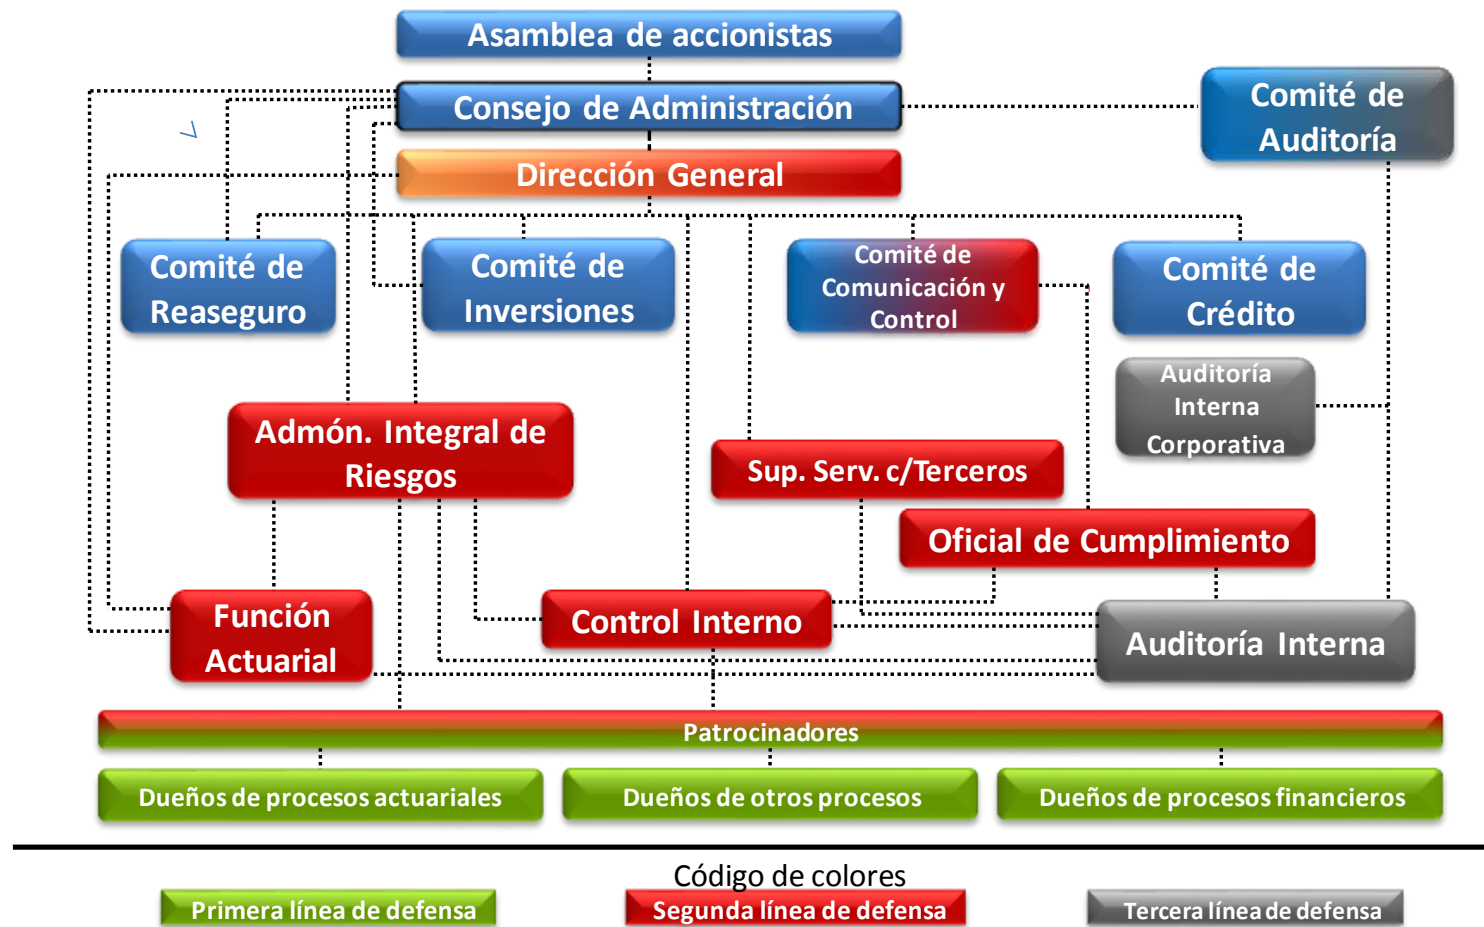 Asamblea de accionistas
Consejo de Administración
Comité de
Auditoría
Dirección General
Comité de
Reaseguro
Comité de
Inversiones
Comité de
Comunicación y
Control
Comité de
Crédito
Auditoría
Interna
Corporativa
Admón. Integral de
Riesgos
Sup. Serv. c/Terceros
Oficial de Cumplimiento
Función
Actuarial
Control Interno
Auditoría Interna
Patrocinadores
Dueños de procesos actuariales
Dueños de otros procesos
Dueños de procesos financieros
Código de colores
Primera línea de defensa
Segunda línea de defensa
Tercera línea de defensa